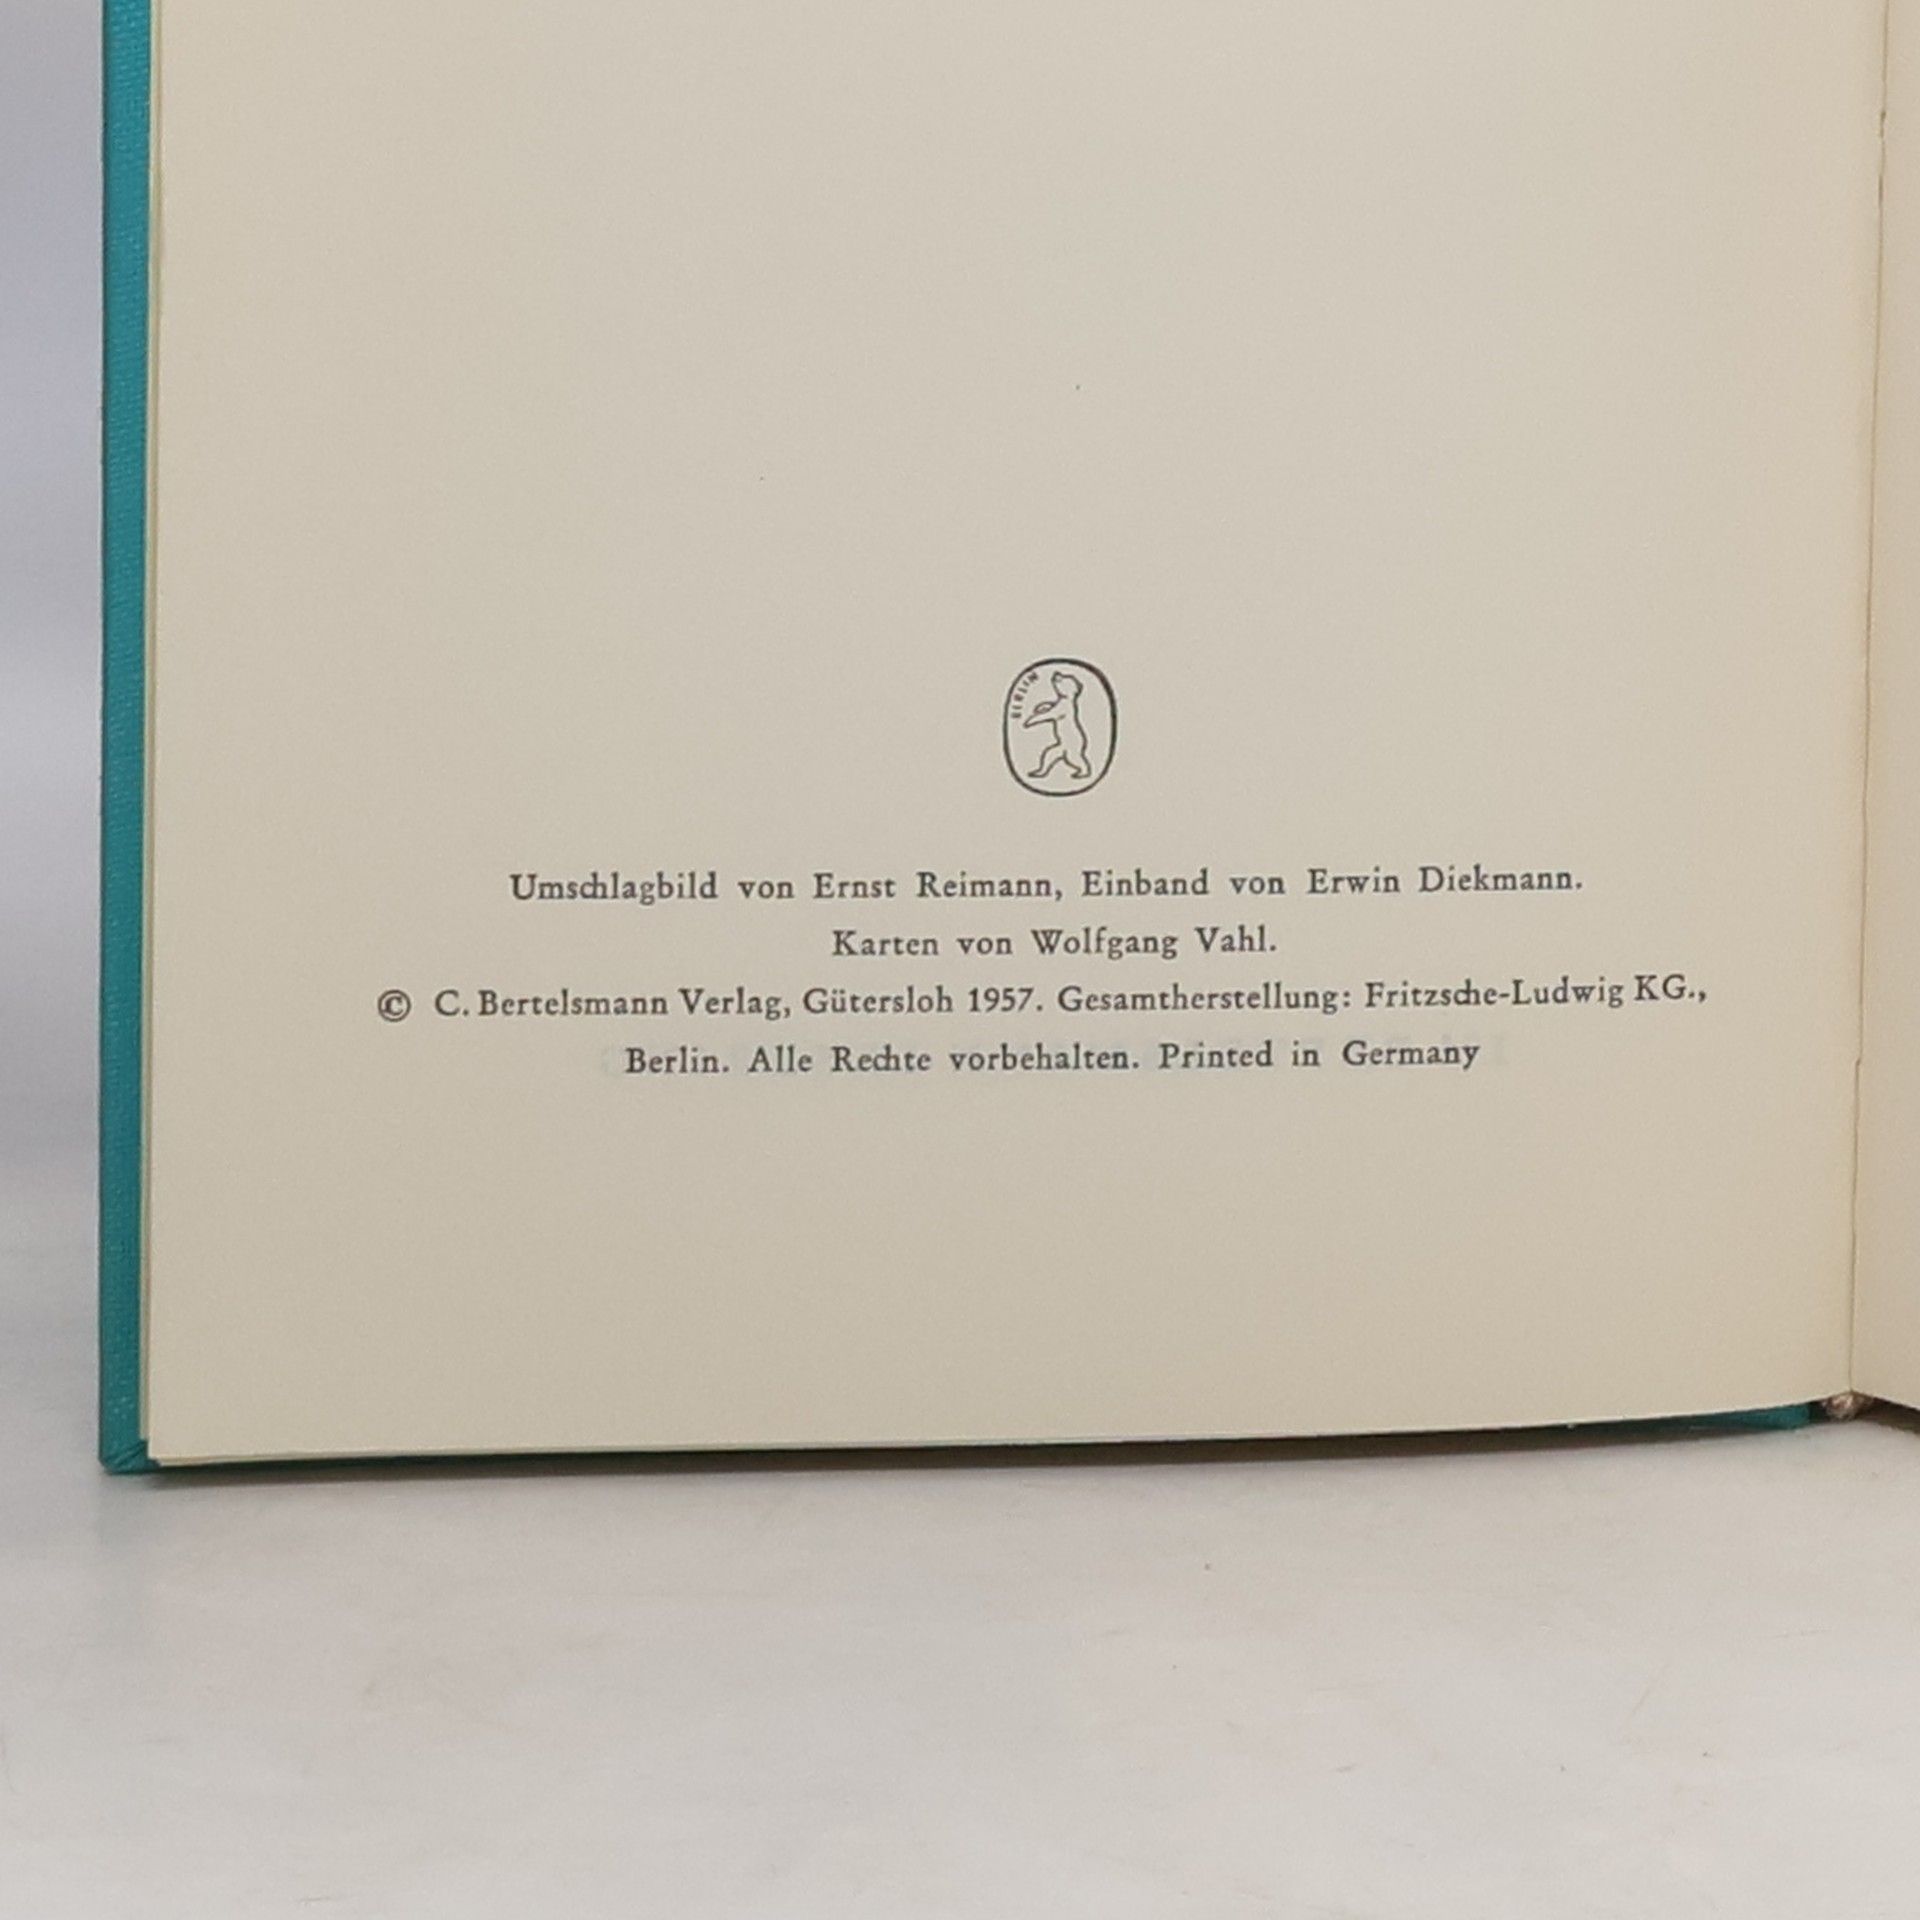 BERLIN
Umschlagbild von Ernst Reimann, Einband von Erwin Diekmann.
Karten von Wolfgang Vahl.
© C. Bertelsmann Verlag, Gütersloh 1957. Gesamtherstellung: Fritzsche-Ludwig KG.,
Berlin. Alle Rechte vorbehalten. Printed in Germany